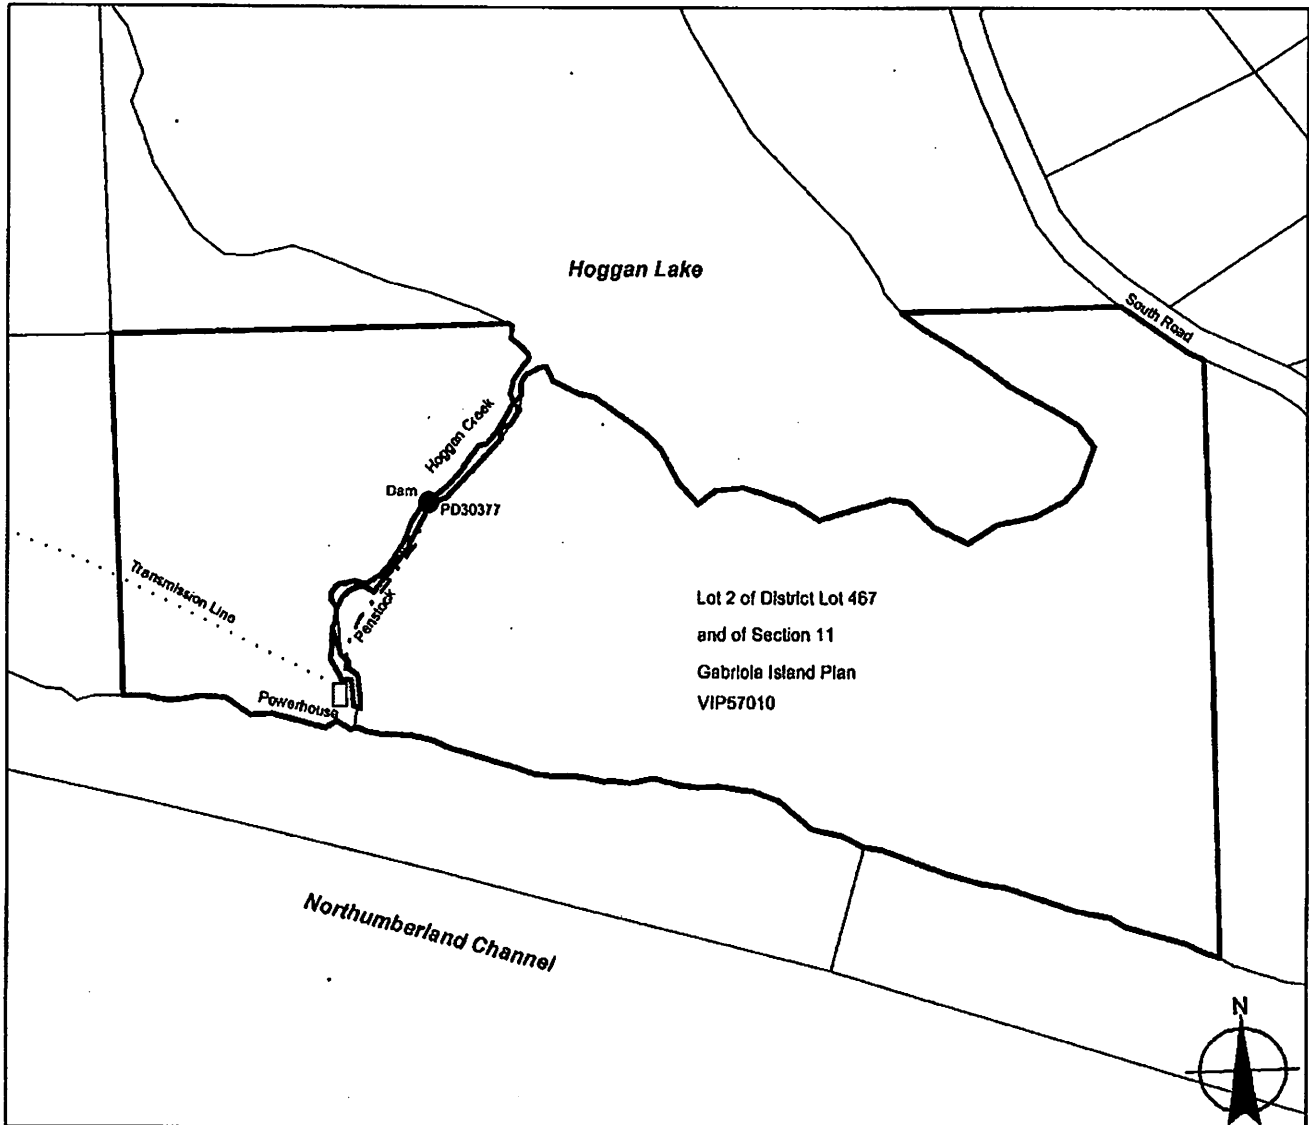 Hoggan Lake
South Road
Hoggan Creek
Dam
PD30377
Transmission Line
Penstock
Lot 2 of District Lot 467
and of Section 11
Gabriola Island Plan
VIP57010
Powerhouse
Northumberland Channel
N